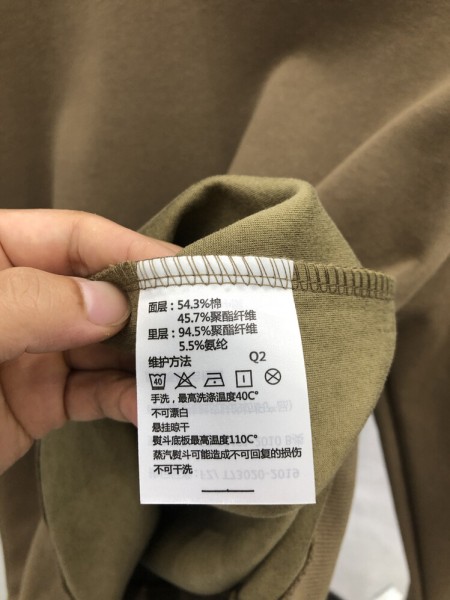 面层：54.3%棉
45.7%聚酯纤维
里层：94.5%聚酯纤维
5.5%氨纶
维护方法 Q2
40
手洗，最高洗涤温度40C°
不可漂白
悬挂晾干
熨斗底板最高温度110C°
蒸汽熨斗可能造成不可回复的损伤
不可干洗